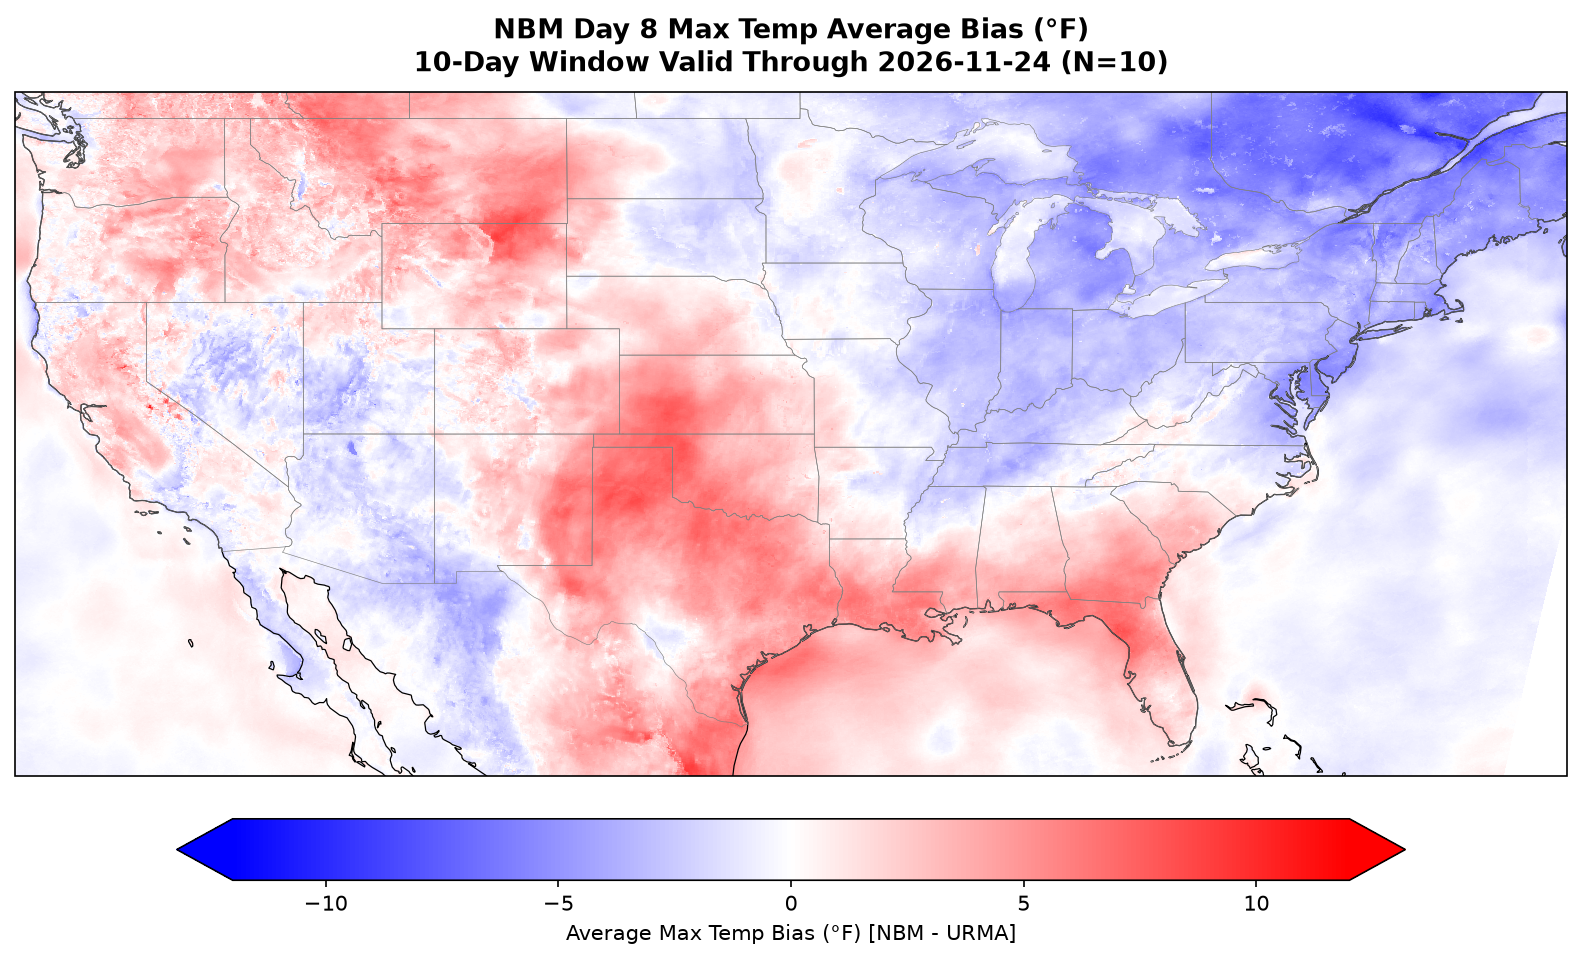 NBM Day 8 Max Temp Average Bias (°F)
10-Day Window Valid Through 2026-11-24 (N=10)
−10 −5 0 5 10
Average Max Temp Bias (°F) [NBM - URMA]